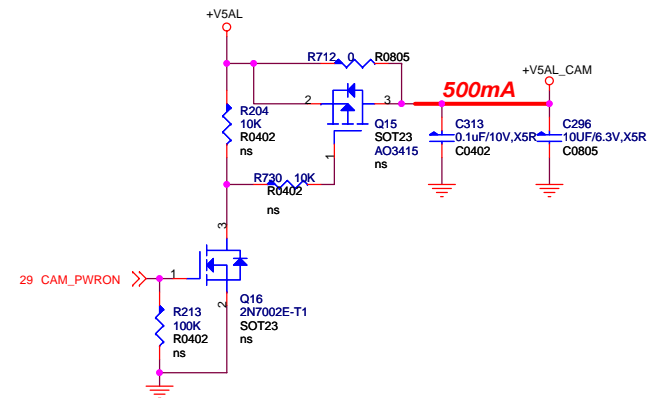 +V5AL
R712 0 R0805
+V5AL_CAM
500mA
2
3
R204
10K
R0402
ns
Q15
SOT23
AO3415
ns
C313
0.1uF/10V,X5R
C0402
C296
10UF/6.3V,X5R
C0805
1
R730 10K
R0402
ns
3
29 CAM_PWRON
1
2
Q16
2N7002E-T1
SOT23
ns
R213
100K
R0402
ns